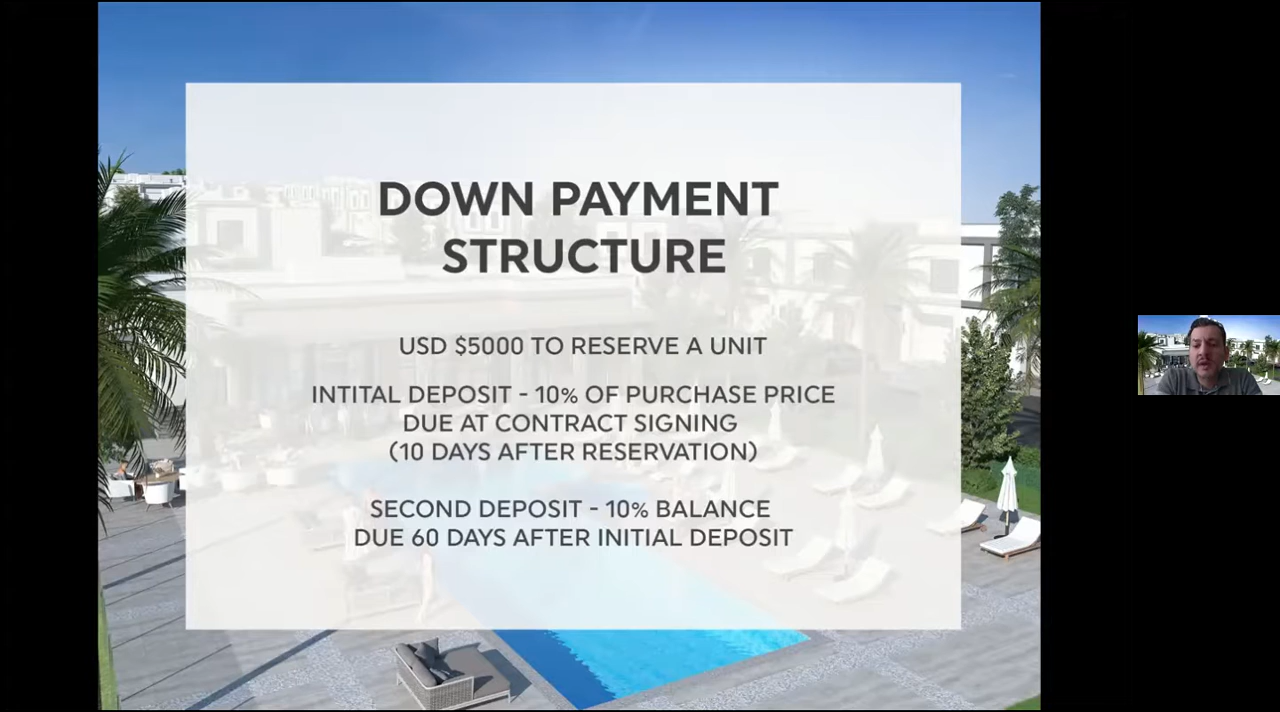 DOWN PAYMENT
STRUCTURE
USD $5000 TO RESERVE A UNIT
INTITAL DEPOSIT - 10% OF PURCHASE PRICE
DUE AT CONTRACT SIGNING
(10 DAYS AFTER RESERVATION)
SECOND DEPOSIT - 10% BALANCE
DUE 60 DAYS AFTER INITIAL DEPOSIT